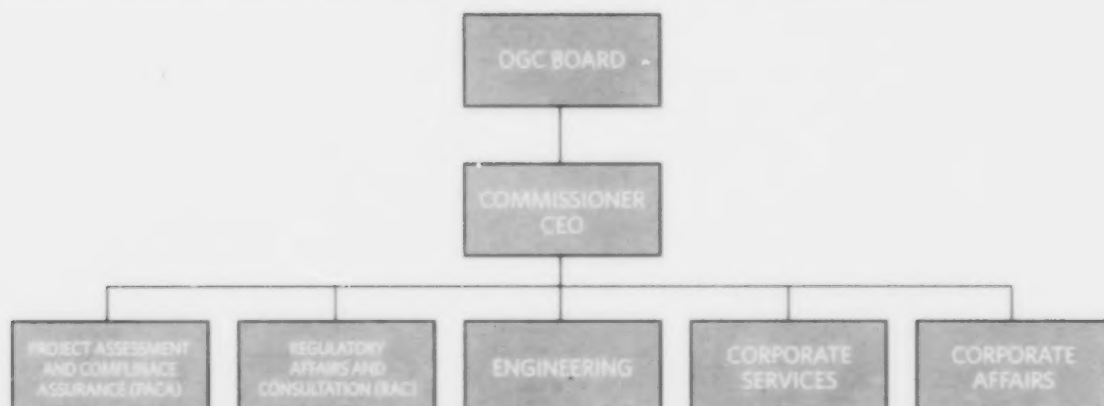 OGC BOARD
COMMISSIONER
CEO
PROJECT ASSESSMENT
AND COMPLINACE
ASSURANCE (PACA)
REGULATORY
AFFAIRS AND
CONSULTATION (RAC)
ENGINEERING
CORPORATE
SERVICES
CORPORATE
AFFAIRS